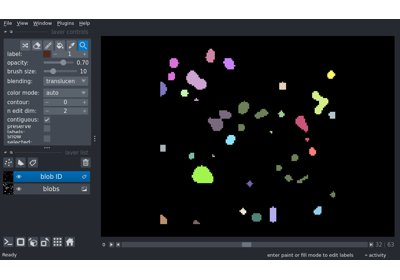 File View Window Plugins Help
layer controls
label: 1
opacity: 0.70
brush size: 10
blending: translucen
color mode: auto
contour: 0
n edit dim: 2
contiguous:
preserve labels:
show selected:
layer list
blob ID
blobs
0 32 63
Ready enter paint or fill mode to edit labels activity